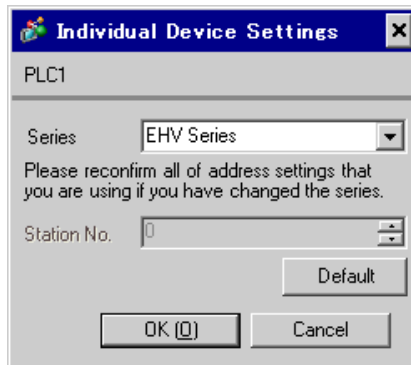 Individual Device Settings
PLC1
Series EHV Series
Please reconfirm all of address settings that
you are using if you have changed the series.
Station No. 0
Default
OK (O) Cancel